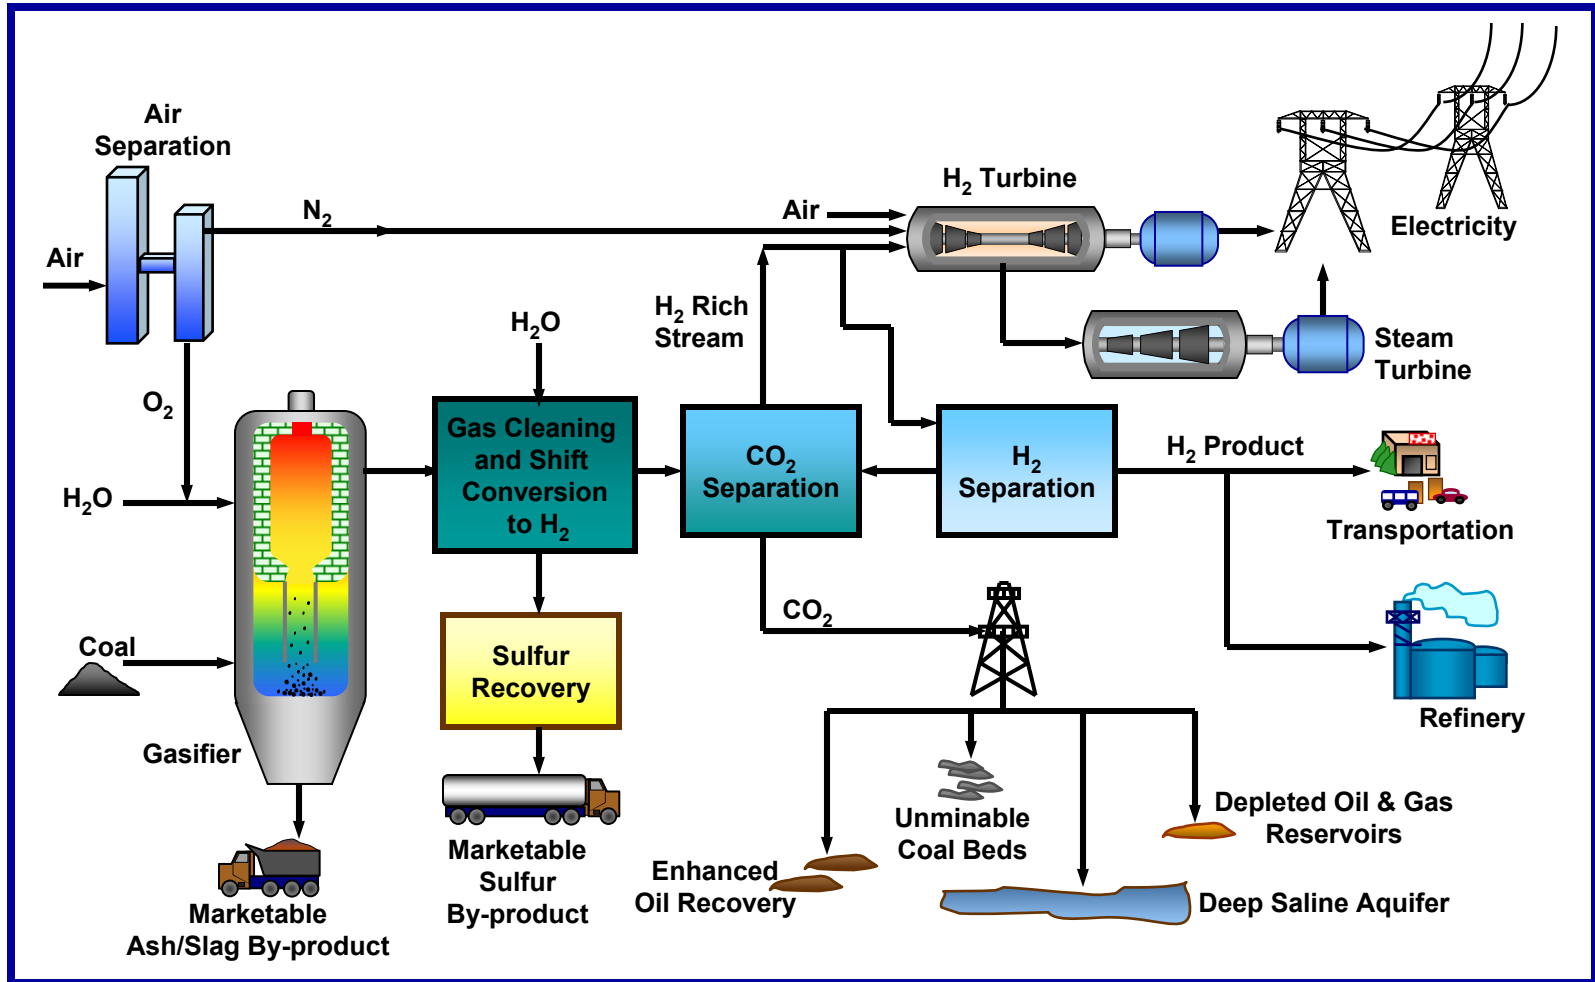 Air
Separation
N₂
Air
H₂ Turbine
Electricity
Air
H₂O
H₂ Rich
Stream
Steam
Turbine
O₂
H₂O
Gas Cleaning
and Shift
Conversion
to H₂
CO₂
Separation
H₂
Separation
H₂ Product
Transportation
Coal
Gasifier
Sulfur
Recovery
CO₂
Refinery
Marketable
Ash/Slag By-product
Marketable
Sulfur
By-product
Enhanced
Oil Recovery
Unminable
Coal Beds
Depleted Oil & Gas
Reservoirs
Deep Saline Aquifer